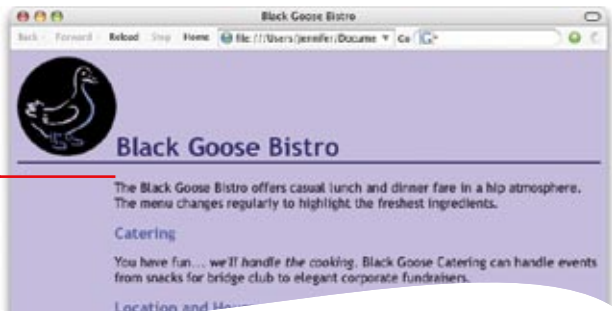 Black Goose Bistro
Back Forward Reload Stop Home file:///Users/jennifer/Docume Go
Black Goose Bistro
The Black Goose Bistro offers casual lunch and dinner fare in a hip atmosphere.
The menu changes regularly to highlight the freshest ingredients.
Catering
You have fun... we'll handle the cooking. Black Goose Catering can handle events
from snacks for bridge club to elegant corporate fundraisers.
Location and